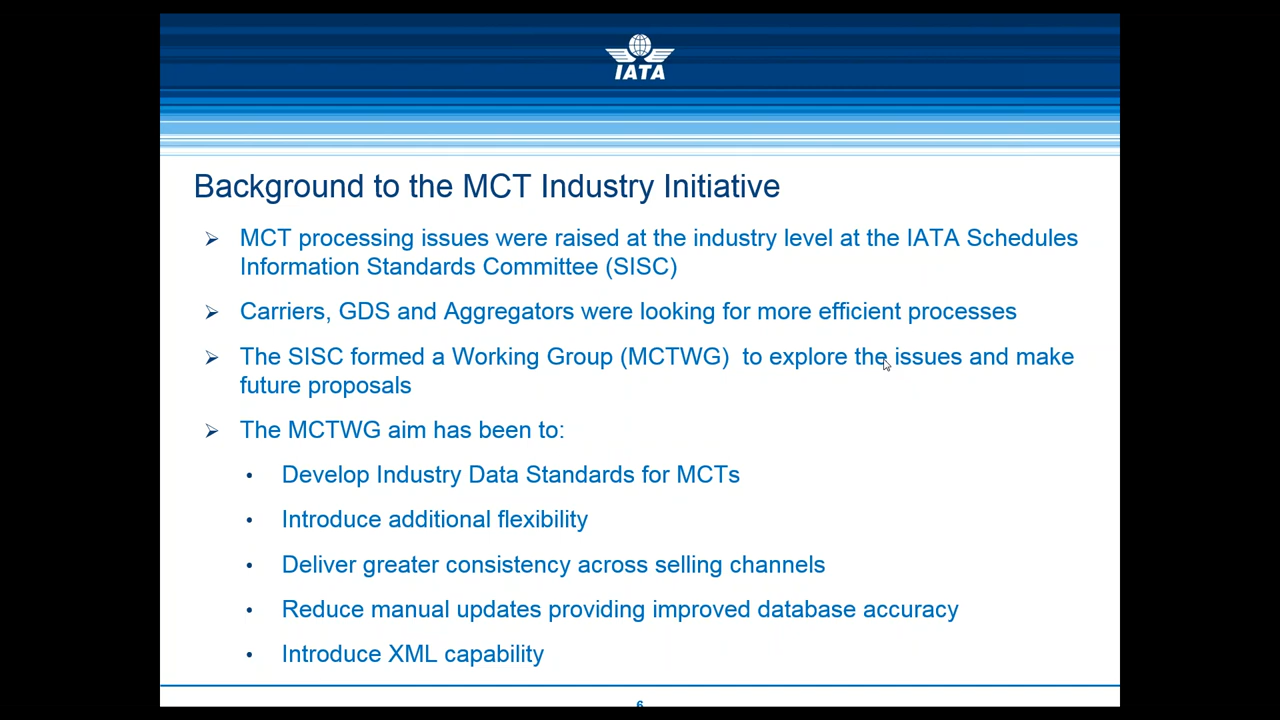 IATA
Background to the MCT Industry Initiative
MCT processing issues were raised at the industry level at the IATA Schedules
Information Standards Committee (SISC)
Carriers, GDS and Aggregators were looking for more efficient processes
The SISC formed a Working Group (MCTWG) to explore the issues and make
future proposals
The MCTWG aim has been to:
Develop Industry Data Standards for MCTs
Introduce additional flexibility
Deliver greater consistency across selling channels
Reduce manual updates providing improved database accuracy
Introduce XML capability
6